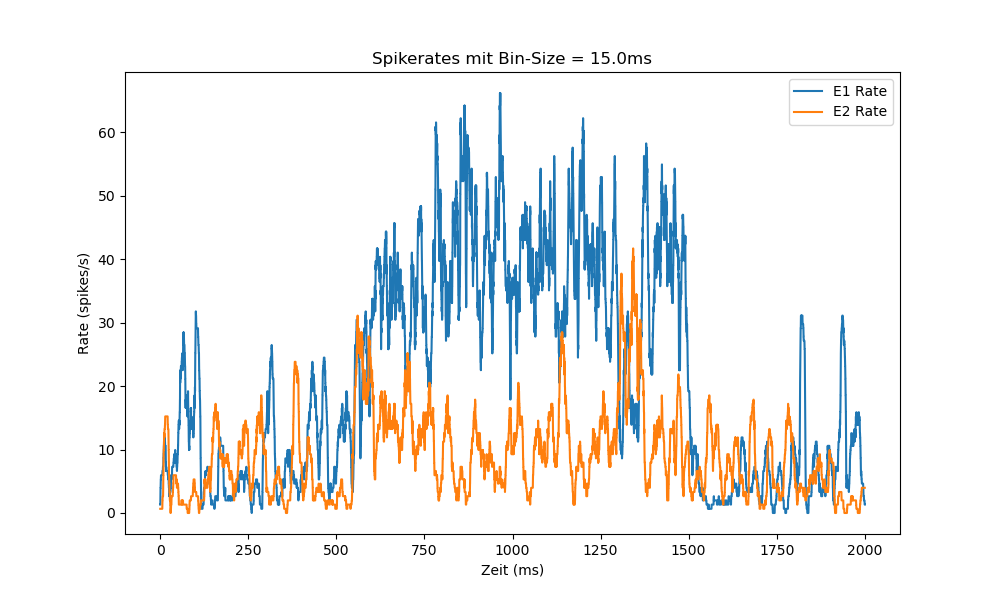 Spikerates mit Bin-Size = 15.0ms
E1 Rate
E2 Rate
60
50
40
30
20
10
0
Rate (spikes/s)
0 250 500 750 1000 1250 1500 1750 2000
Zeit (ms)